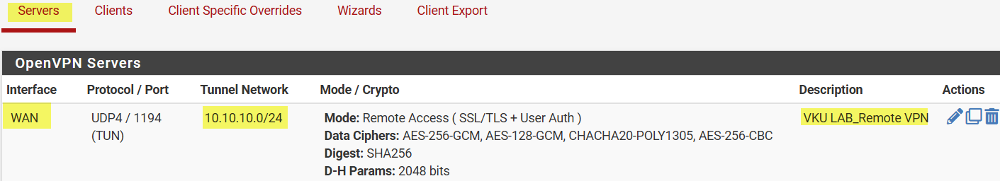 Servers Clients Client Specific Overrides Wizards Client Export
OpenVPN Servers
Interface Protocol / Port Tunnel Network Mode / Crypto Description Actions
WAN UDP4 / 1194 10.10.10.0/24 Mode: Remote Access ( SSL/TLS + User Auth ) VKU LAB_Remote VPN
(TUN) Data Ciphers: AES-256-GCM, AES-128-GCM, CHACHA20-POLY1305, AES-256-CBC
Digest: SHA256
D-H Params: 2048 bits